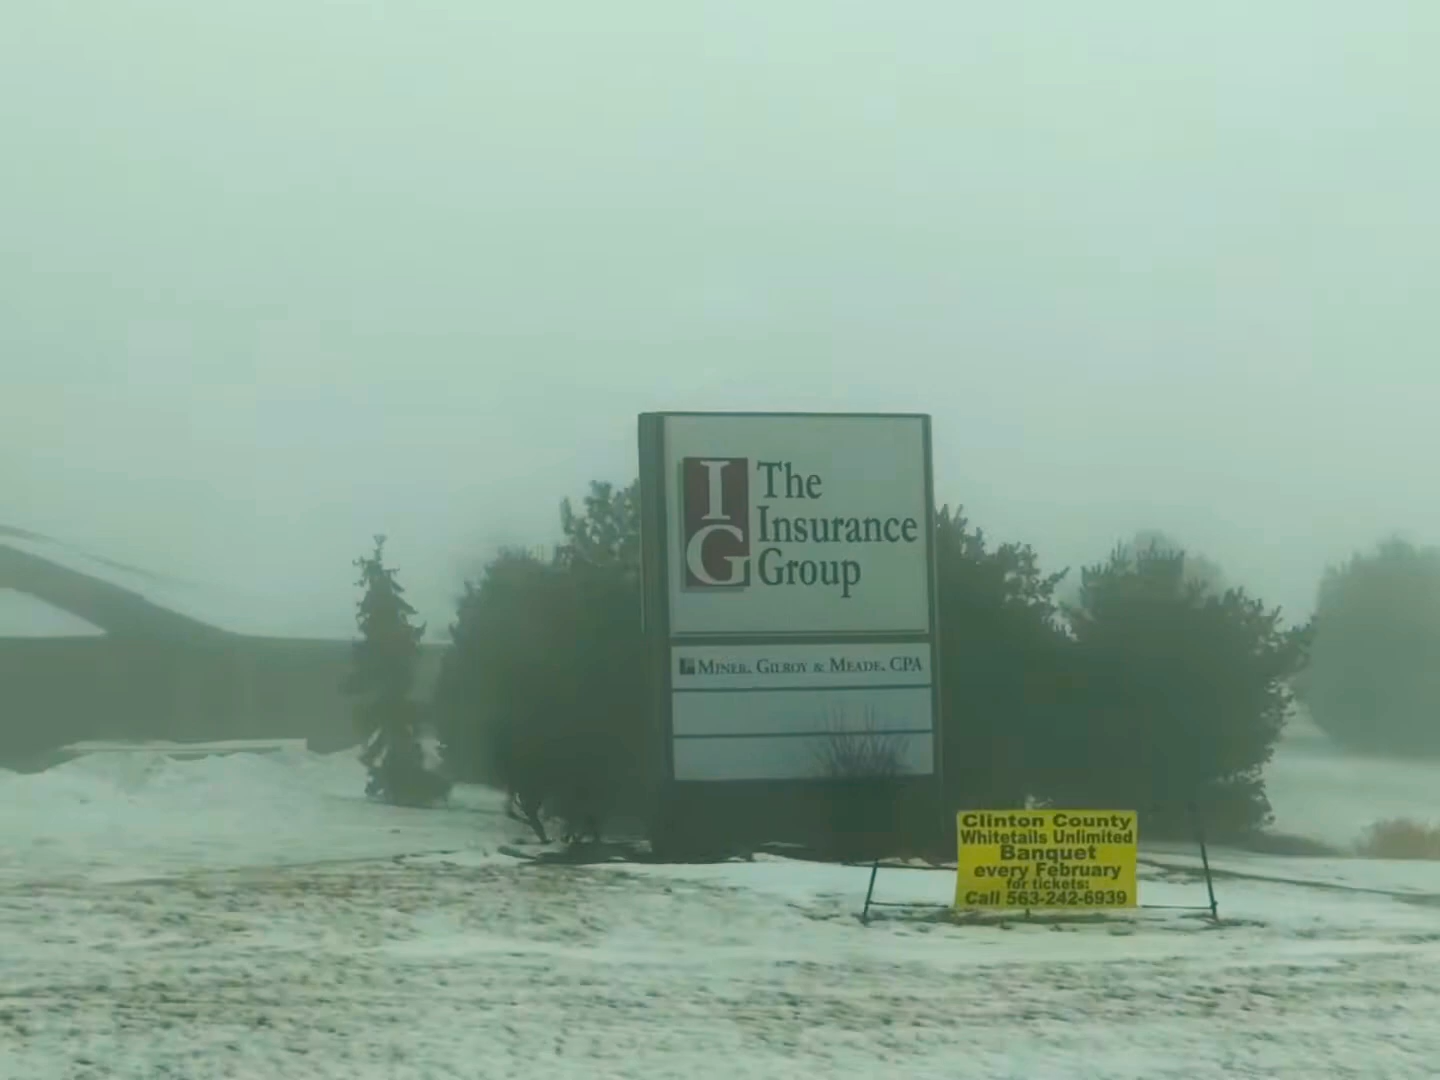 IG
The
Insurance
Group
MINER, GILROY & MEADE, CPA
Clinton County
Whitetails Unlimited
Banquet
every February
for tickets:
Call 563-242-6939